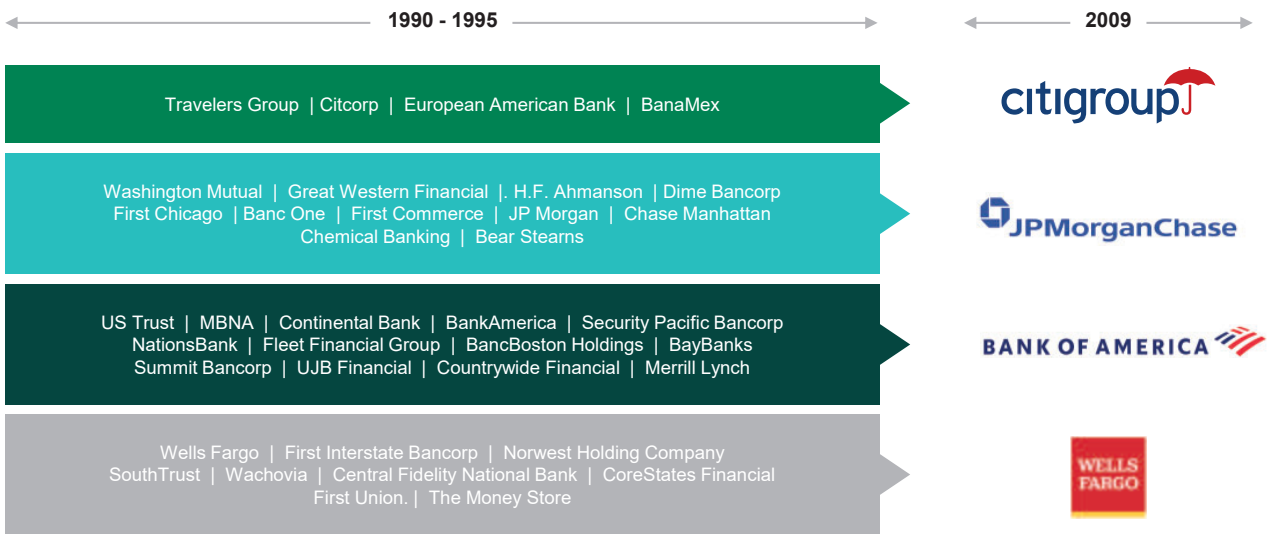 1990 - 1995
2009
Travelers Group | Citcorp | European American Bank | BanaMex
citigroup
Washington Mutual | Great Western Financial |. H.F. Ahmanson | Dime Bancorp
First Chicago | Banc One | First Commerce | JP Morgan | Chase Manhattan
Chemical Banking | Bear Stearns
JPMorganChase
US Trust | MBNA | Continental Bank | BankAmerica | Security Pacific Bancorp
NationsBank | Fleet Financial Group | BancBoston Holdings | BayBanks
Summit Bancorp | UJB Financial | Countrywide Financial | Merrill Lynch
BANK OF AMERICA
Wells Fargo | First Interstate Bancorp | Norwest Holding Company
SouthTrust | Wachovia | Central Fidelity National Bank | CoreStates Financial
First Union. | The Money Store
WELLS
FARGO